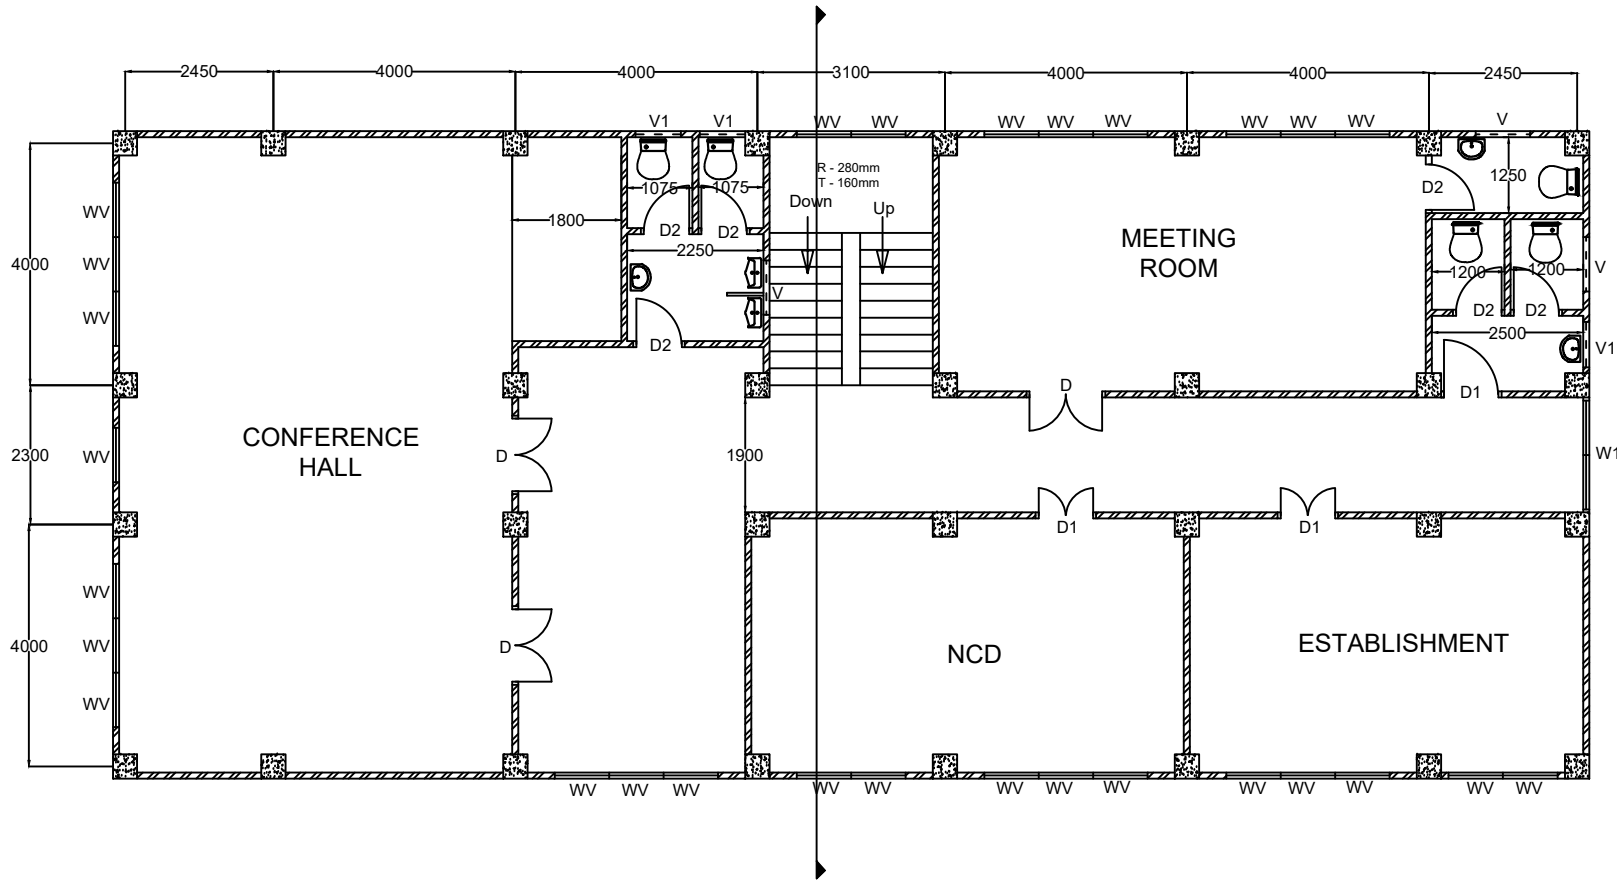 2450 4000 4000 3100 4000 4000 2450
V1 V1 WV WV WV WV WV WV WV WV V
R - 280mm
T - 160mm
1075 1075 D2 1250
Down Up
WV 1800 D2 D2
MEETING
ROOM
2250
4000 WV 1200 1200 V
V
WV D2 D2
2500
D2 V1
D D1
CONFERENCE
HALL
2300 WV D 1900 W1
D1 D1
WV
4000 WV D NCD ESTABLISHMENT
WV
WV WV WV WV WV WV WV WV WV WV WV WV WV